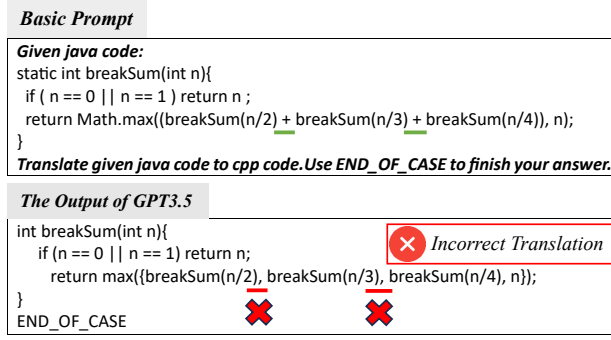 Basic Prompt
Given java code:
static int breakSum(int n){
if ( n == 0 || n == 1 ) return n ;
return Math.max((breakSum(n/2) + breakSum(n/3) + breakSum(n/4)), n);
}
Translate given java code to cpp code.Use END_OF_CASE to finish your answer.
The Output of GPT3.5
int breakSum(int n){
if (n == 0 || n == 1) return n;
Incorrect Translation
return max({breakSum(n/2), breakSum(n/3), breakSum(n/4), n});
}
END_OF_CASE